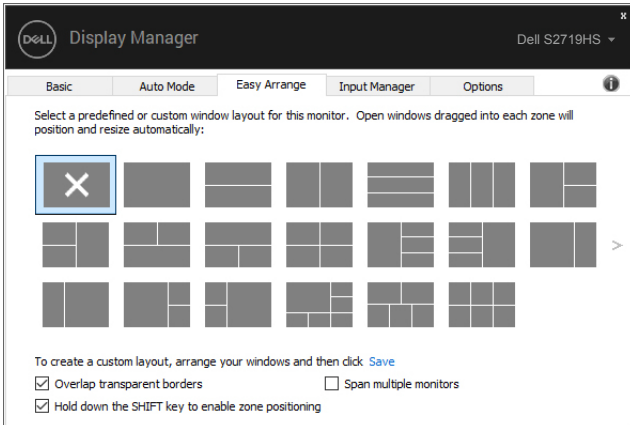 x
DELL Display Manager Dell S2719HS
Basic Auto Mode Easy Arrange Input Manager Options i
Select a predefined or custom window layout for this monitor. Open windows dragged into each zone will
position and resize automatically:
>
To create a custom layout, arrange your windows and then click Save
Overlap transparent borders Span multiple monitors
Hold down the SHIFT key to enable zone positioning